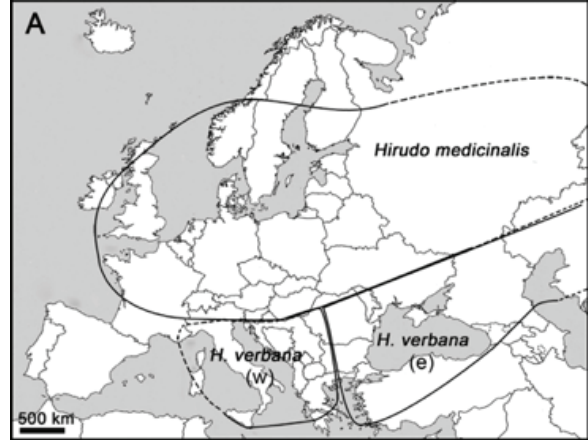 A
Hirudo medicinalis
H. verbana
(w)
H. verbana
(e)
500 km